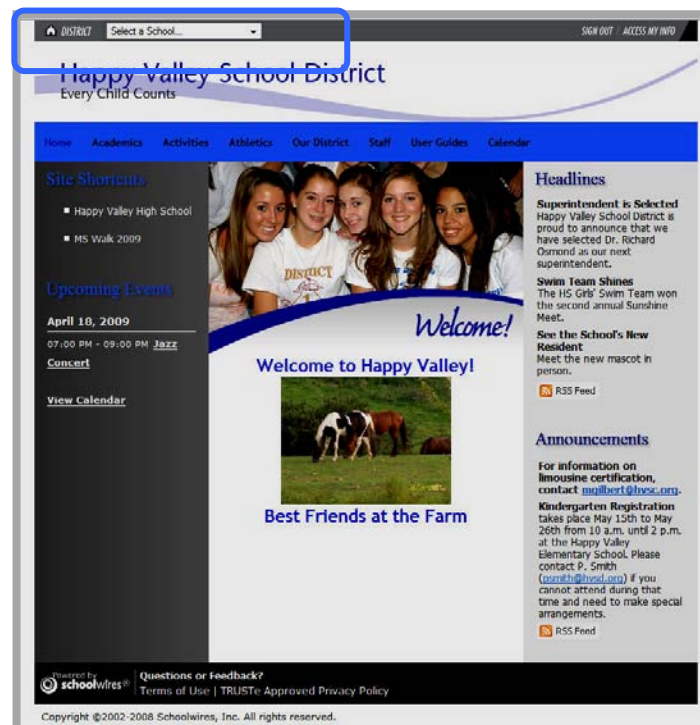 DISTRICT Select a School... SIGN OUT | ACCESS MY INFO
Happy Valley School District
Every Child Counts
Home Academics Activities Athletics Our District Staff User Guides Calendar
Site Shortcuts
Happy Valley High School
MS Walk 2009
Upcoming Events
April 18, 2009
07:00 PM - 09:00 PM Jazz
Concert
View Calendar
DISTRICT
Welcome!
Welcome to Happy Valley!
Best Friends at the Farm
Headlines
Superintendent is Selected
Happy Valley School District is
proud to announce that we
have selected Dr. Richard
Osmond as our next
superintendent.
Swim Team Shines
The HS Girls' Swim Team won
the second annual Sunshine
Meet.
See the School's New
Resident
Meet the new mascot in
person.
RSS Feed
Announcements
For information on
limousine certification,
contact mgilbert@hvsc.org.
Kindergarten Registration
takes place May 15th to May
26th from 10 a.m. until 2 p.m.
at the Happy Valey
Elementary School. Please
contact P. Smith
(psmith@hvsd.org) if you
cannot attend during that
time and need to make special
arrangements.
RSS Feed
Powered by
schoolwires®
Questions or Feedback?
Terms of Use | TRUSTe Approved Privacy Policy
Copyright ©2002-2008 Schoolwires, Inc. All rights reserved.